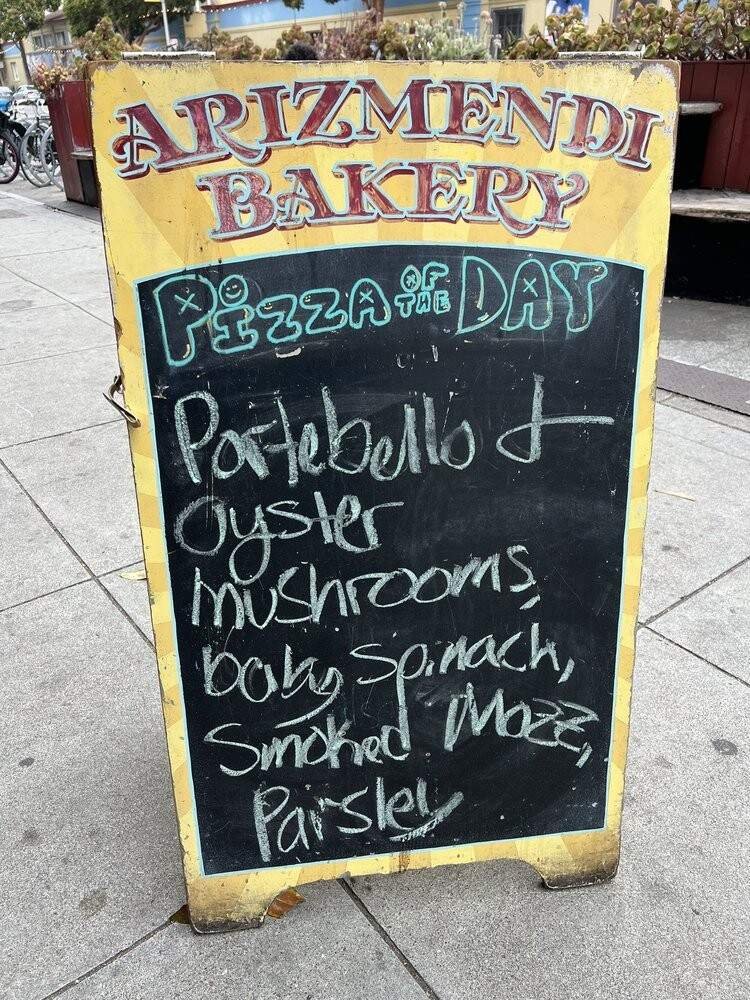 ARIZMENDI
BAKERY
PIZZA OF THE DAY
Portebello &
Oyster
mushrooms,
baby spinach,
Smoked Mozz,
Parsley